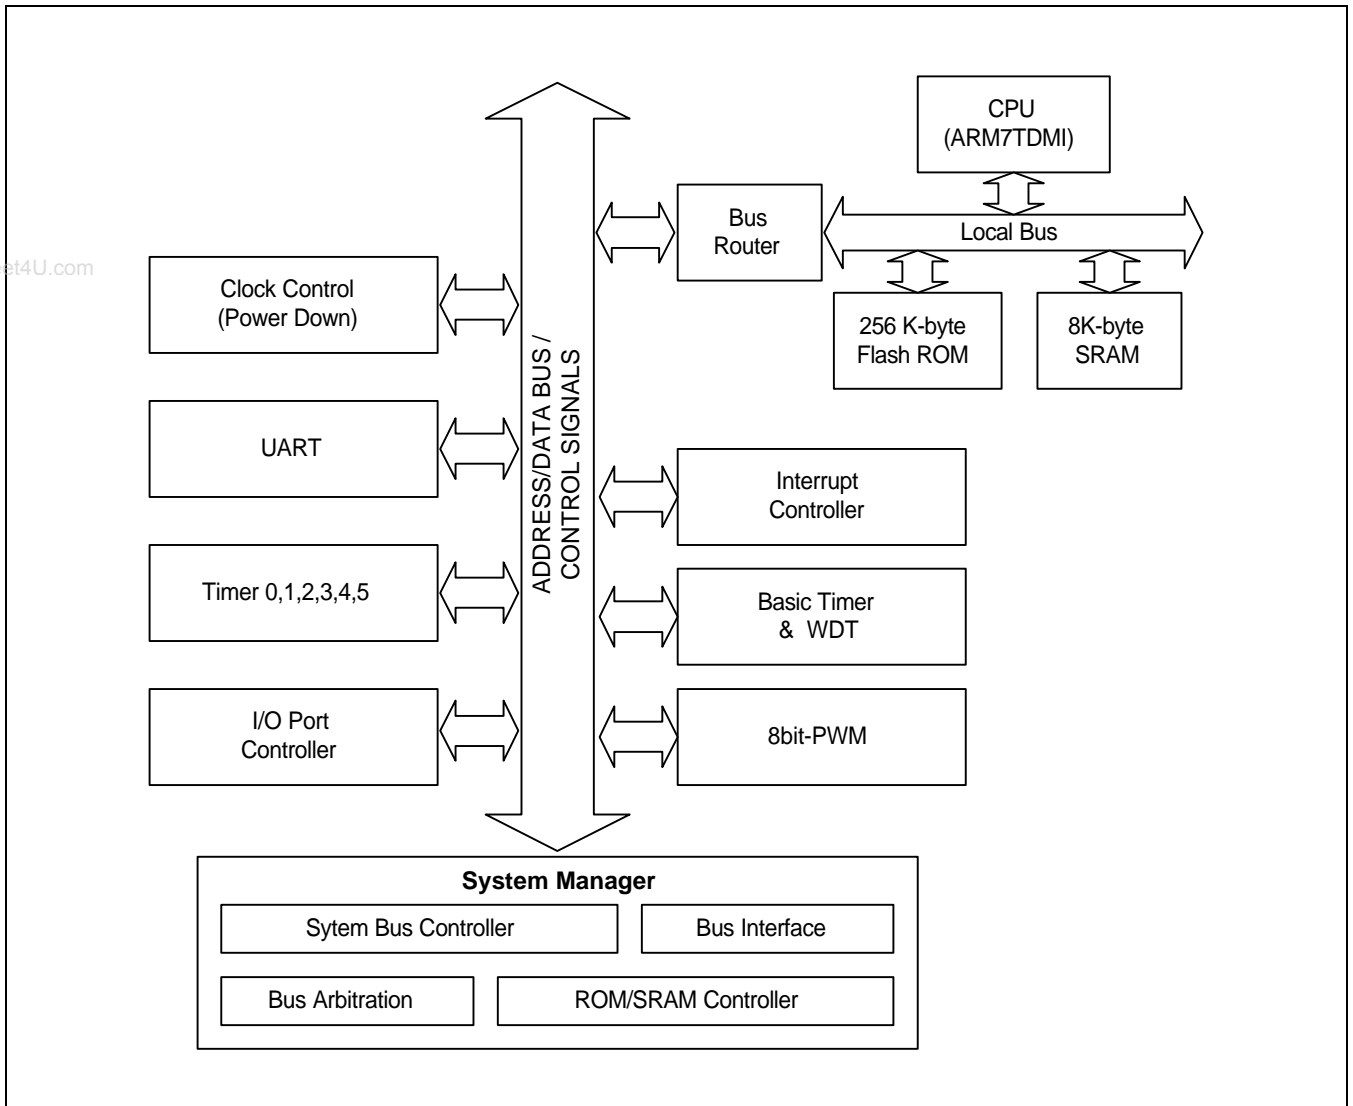 CPU
(ARM7TDMI)
Bus
Router
Local Bus
et4U.com
Clock Control
(Power Down)
256 K-byte
Flash ROM
8K-byte
SRAM
ADDRESS/DATA BUS /
CONTROL SIGNALS
UART
Interrupt
Controller
Timer 0,1,2,3,4,5
Basic Timer
& WDT
I/O Port
Controller
8bit-PWM
System Manager
Sytem Bus Controller
Bus Interface
Bus Arbitration
ROM/SRAM Controller